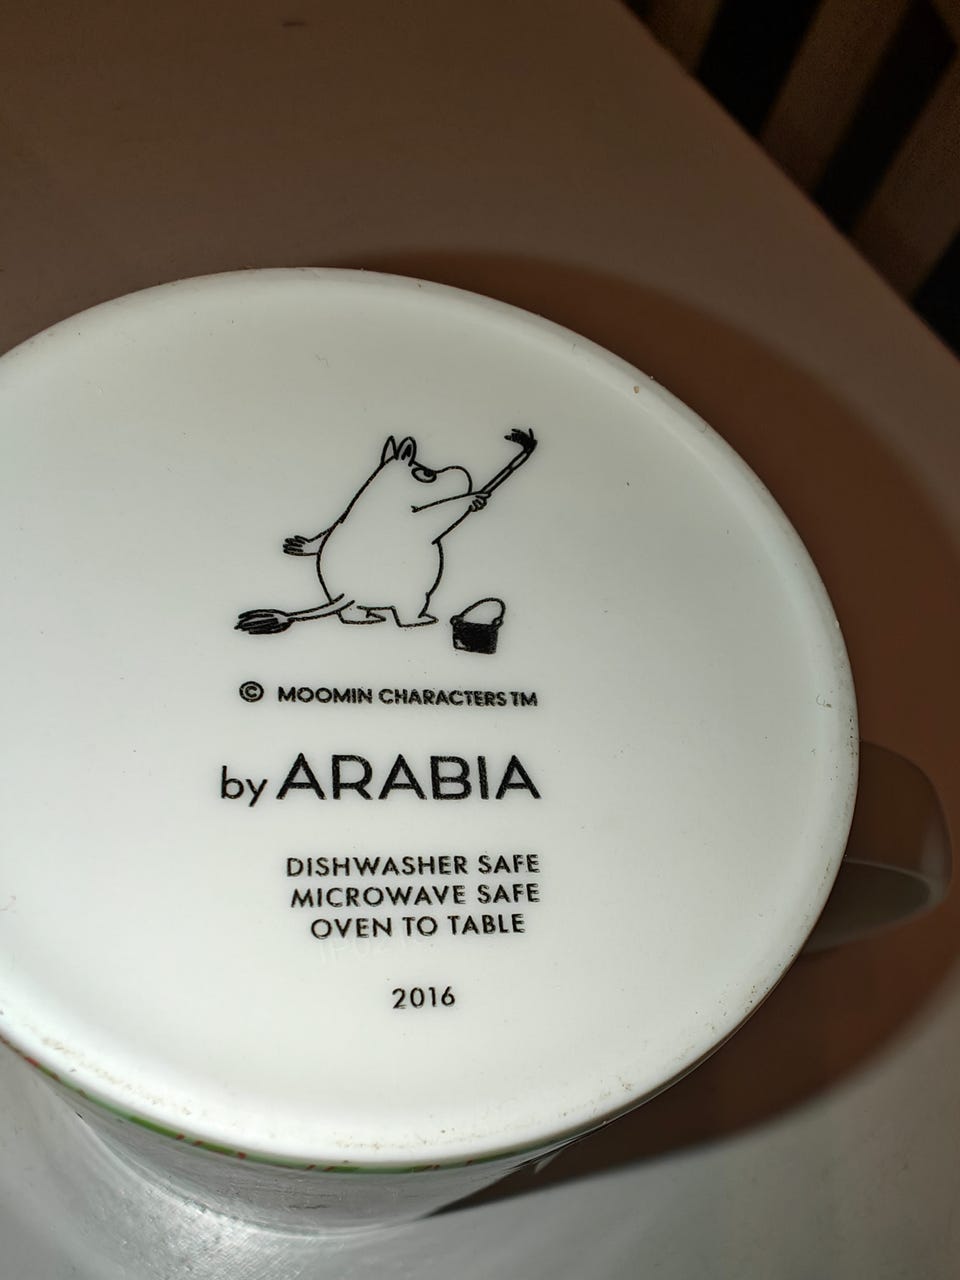 © MOOMIN CHARACTERS TM
by ARABIA
DISHWASHER SAFE
MICROWAVE SAFE
OVEN TO TABLE
2016